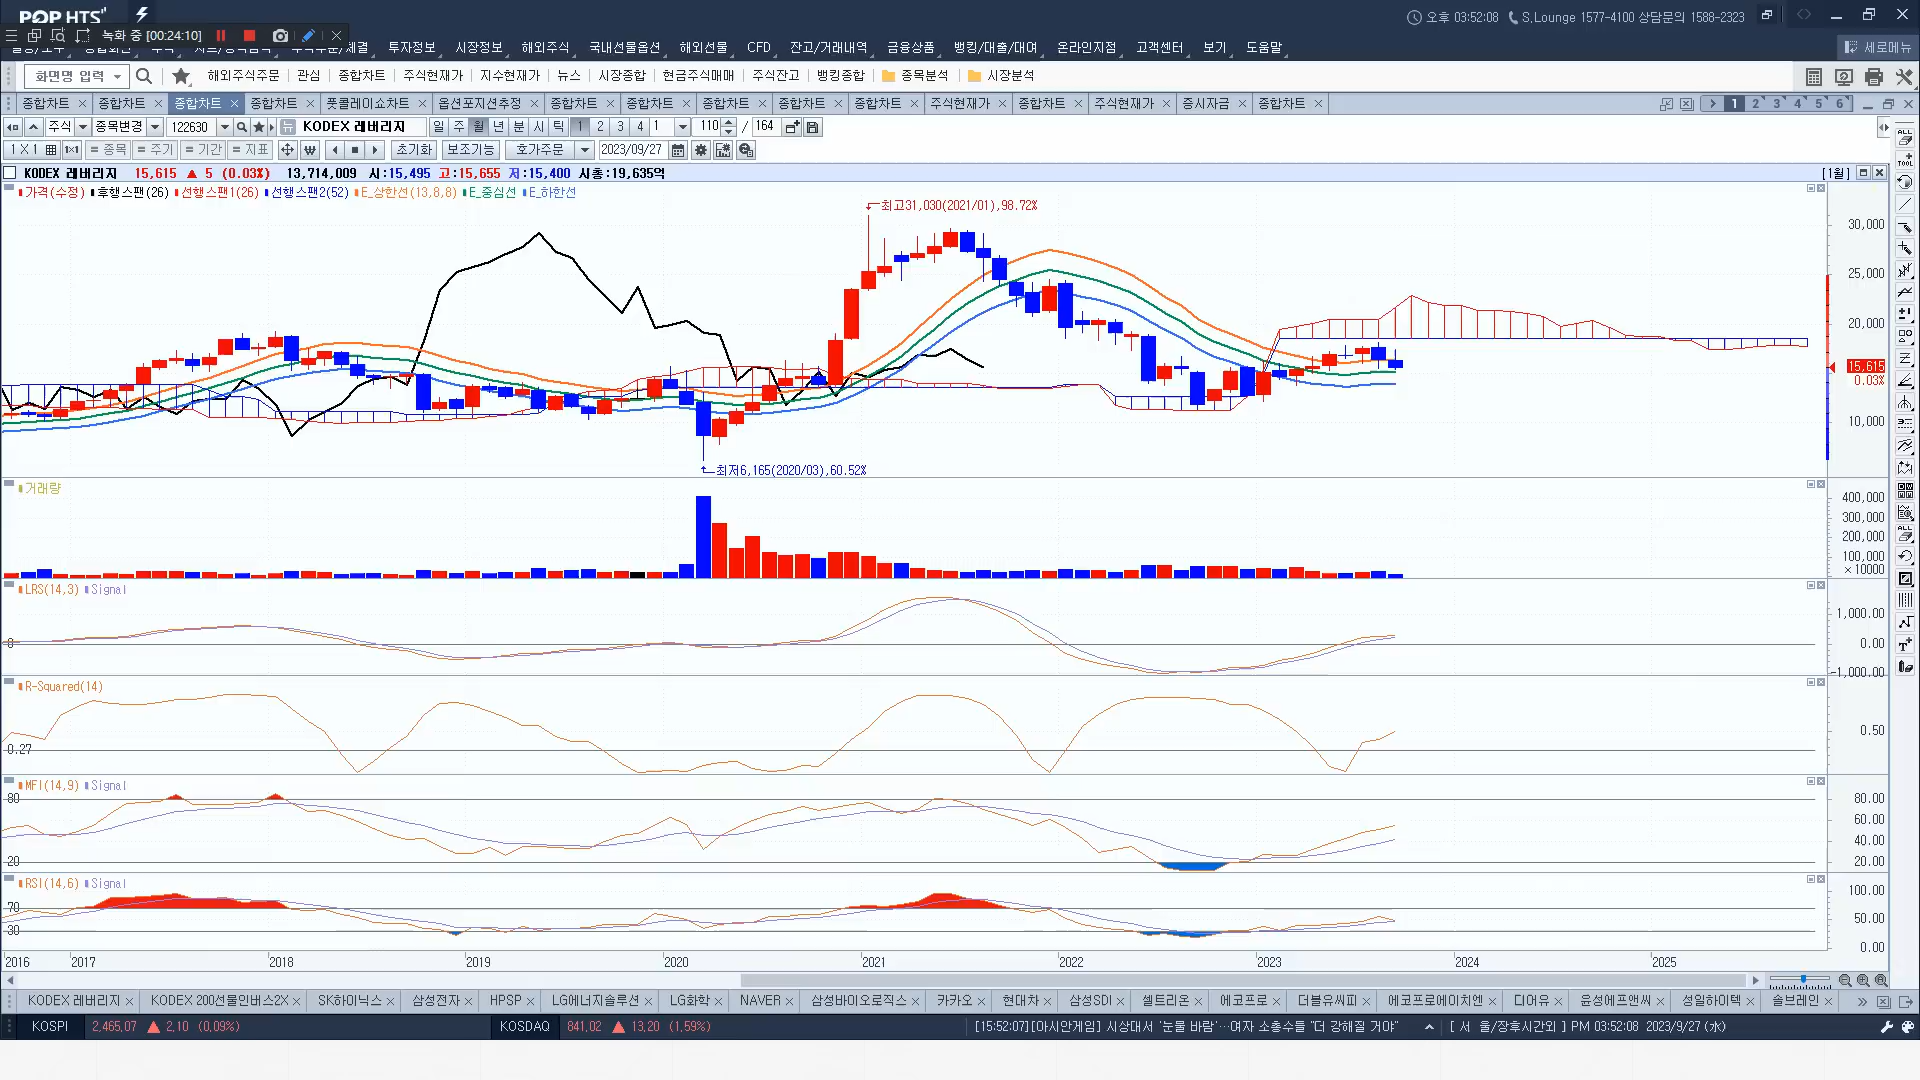 POP HTS
오후 03:52:08 S.Lounge 1577-4100 상담문의 1588-2323
녹화 중 [00:24:10]
투자정보 시장정보 해외주식 국내선물옵션 해외선물 CFD 잔고/거래내역 금융상품 뱅킹/대출/대여 온라인지점 고객센터 보기 도움말 세로메뉴
화면명 입력 해외주식주문 관심 종합차트 주식현재가 지수현재가 뉴스 시장종합 현금주식매매 주식잔고 뱅킹종합 종목분석 시장분석
종합차트 종합차트 종합차트 종합차트 풋콜레이쇼차트 옵션포지션추정 종합차트 종합차트 종합차트 종합차트 종합차트 주식현재가 종합차트 주식현재가 증시자금 종합차트 1 2 3 4 5 6
주식 종목변경 122630 KODEX 레버리지 일 주 월 년 분 시 틱 1 2 3 4 1 110 / 164
1 X 1 종목 주기 기간 지표 초기화 보조기능 호가주문 2023/09/27
KODEX 레버리지 15,615 ▲ 5 (0.03%) 13,714,009 시:15,495 고:15,655 저:15,400 시총:19,635억 [1월]
가격(수정) 후행스팬(26) 선행스팬1(26) 선행스팬2(52) E_상한선(13,8,8) E_중심선 E_하한선
최고31,030(2021/01),98.72%
30,000
25,000
20,000
15,615
0.03%
10,000
최저6,165(2020/03),60.52%
거래량
400,000
300,000
200,000
100,000
×10000
LRS(14,3) Signal
1,000.00
0 0.00
-1,000.00
R-Squared(14)
0.50
0.27
MFI(14,9) Signal
80 80.00
60.00
40.00
20 20.00
RSI(14,6) Signal
100.00
70
50.00
30
0.00
2016 2017 2018 2019 2020 2021 2022 2023 2024 2025
KODEX 레버리지 KODEX 200선물인버스2X SK하이닉스 삼성전자 HPSP LG에너지솔루션 LG화학 NAVER 삼성바이오로직스 카카오 현대차 삼성SDI 셀트리온 에코프로 더블유씨피 에코프로에이치엔 디어유 윤성에프앤씨 성일하이텍 솔브레인
KOSPI 2,465.07 ▲ 2.10 (0.09%) KOSDAQ 841.02 ▲ 13.20 (1.59%) [15:52:07][아시안게임] 시상대서 '눈물 바람'…여자 소총수들 "더 강해질 거야" [ 서 울/장후시간외 ] PM 03:52:08 2023/9/27 (水)